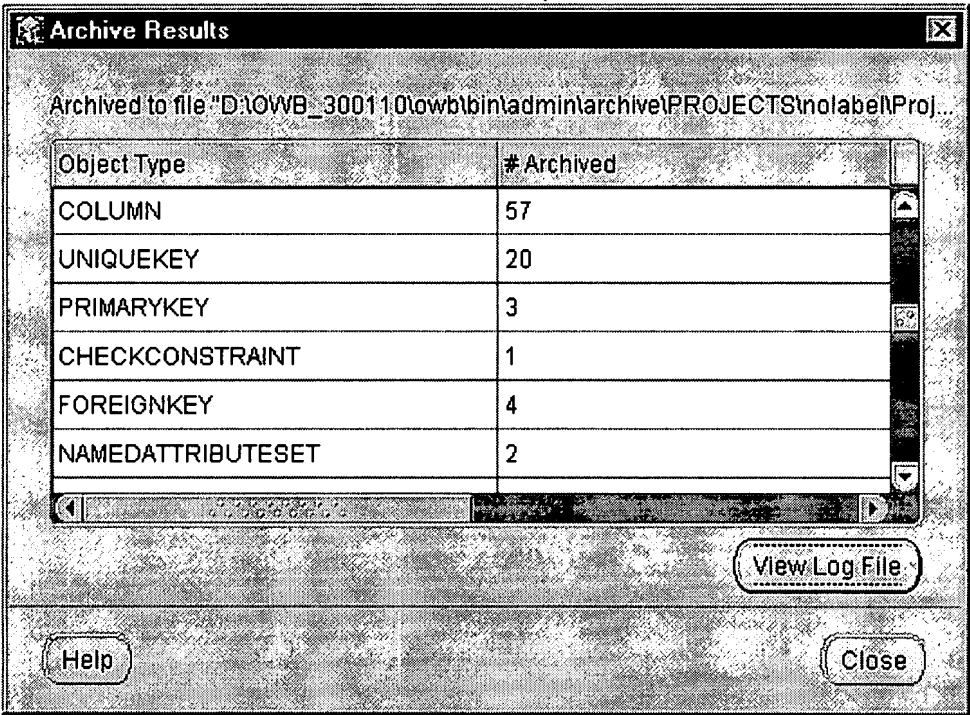 Archive Results
Archived to file "D:\OWB_300110\owb\bin\admin\archive\PROJECTS\nolabel\Proj...
Object Type # Archived
COLUMN 57
UNIQUEKEY 20
PRIMARYKEY 3
CHECKCONSTRAINT 1
FOREIGNKEY 4
NAMEDATTRIBUTESET 2
View Log File
Help Close